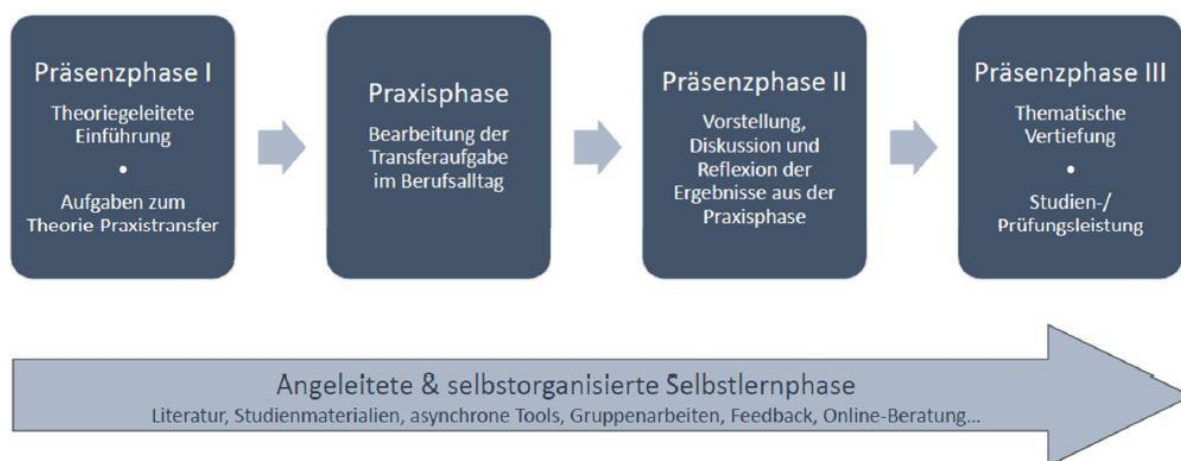 Präsenzphase I
Theoriegeleitete
Einführung
•
Aufgaben zum
Theorie Praxistransfer
Praxisphase
Bearbeitung der
Transferaufgabe
im Berufsalltag
Präsenzphase II
Vorstellung,
Diskussion und
Reflexion der
Ergebnisse aus der
Praxisphase
Präsenzphase III
Thematische
Vertiefung
•
Studien-/
Prüfungsleistung
Angeleitete & selbstorganisierte Selbstlernphase
Literatur, Studienmaterialien, asynchrone Tools, Gruppenarbeiten, Feedback, Online-Beratung...